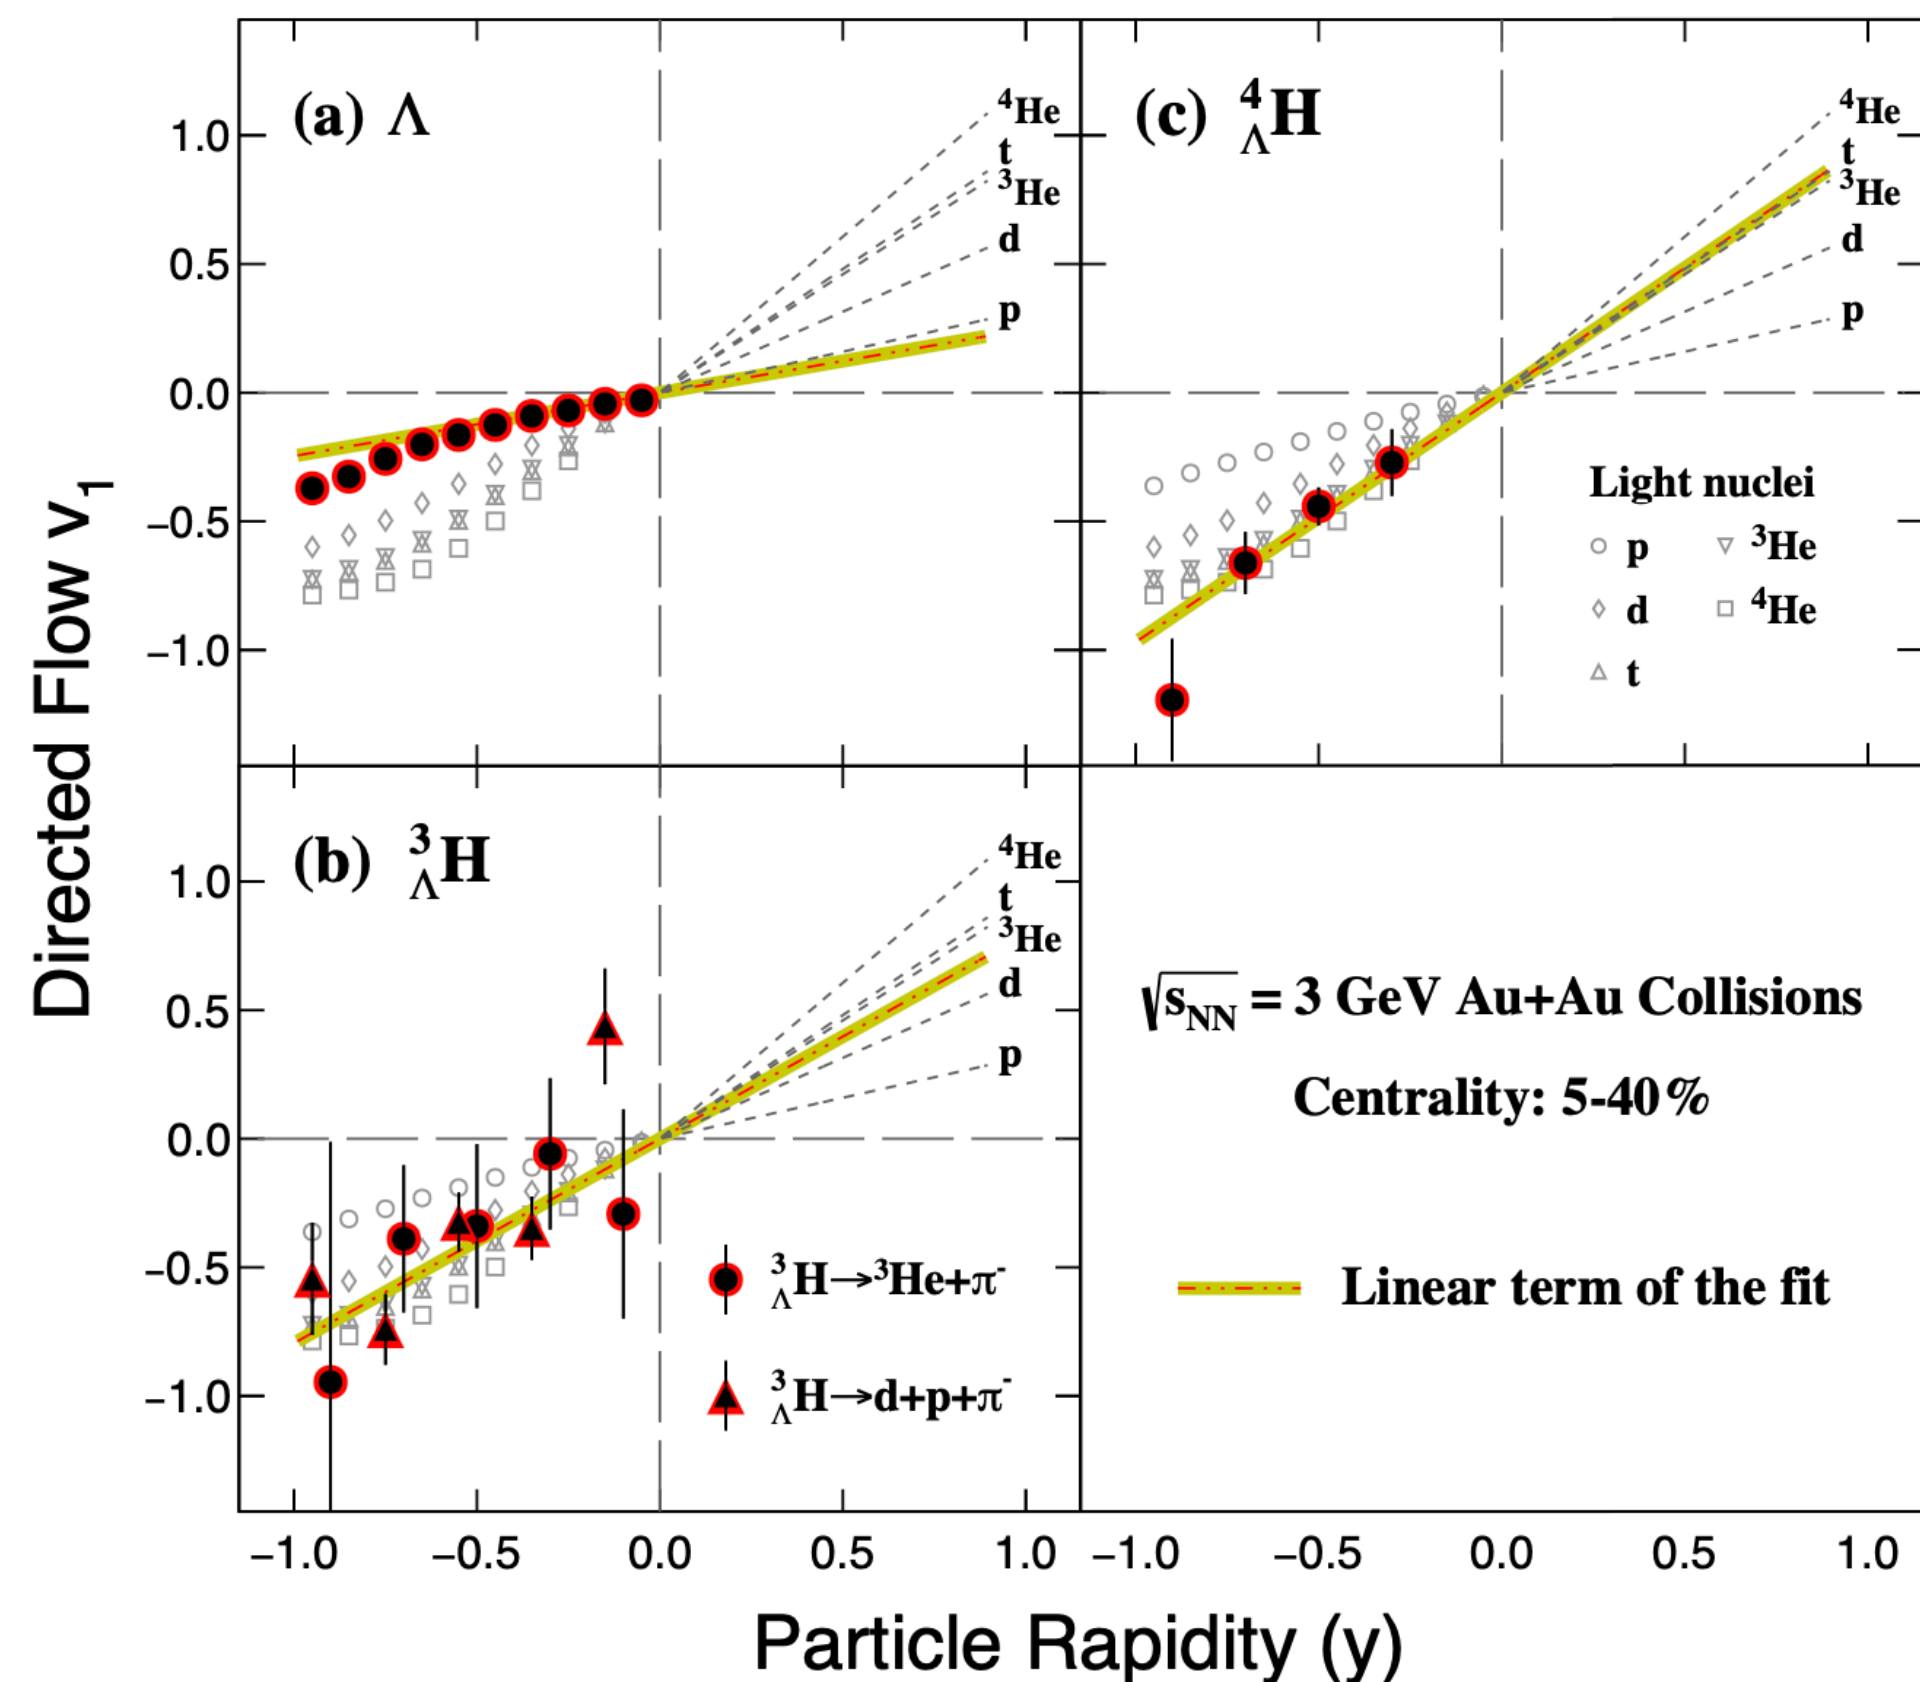 Directed Flow v₁
(a) Λ
⁴He
t
³He
d
p
1.0
0.5
0.0
−0.5
−1.0
(c) ⁴ΛH
⁴He
t
³He
d
p
Light nuclei
p
³He
d
⁴He
t
(b) ³ΛH
⁴He
t
³He
d
p
1.0
0.5
0.0
−0.5
−1.0
³ΛH→³He+π⁻
³ΛH→d+p+π⁻
√sNN = 3 GeV Au+Au Collisions
Centrality: 5-40%
Linear term of the fit
−1.0 −0.5 0.0 0.5 1.0 −1.0 −0.5 0.0 0.5 1.0
Particle Rapidity (y)